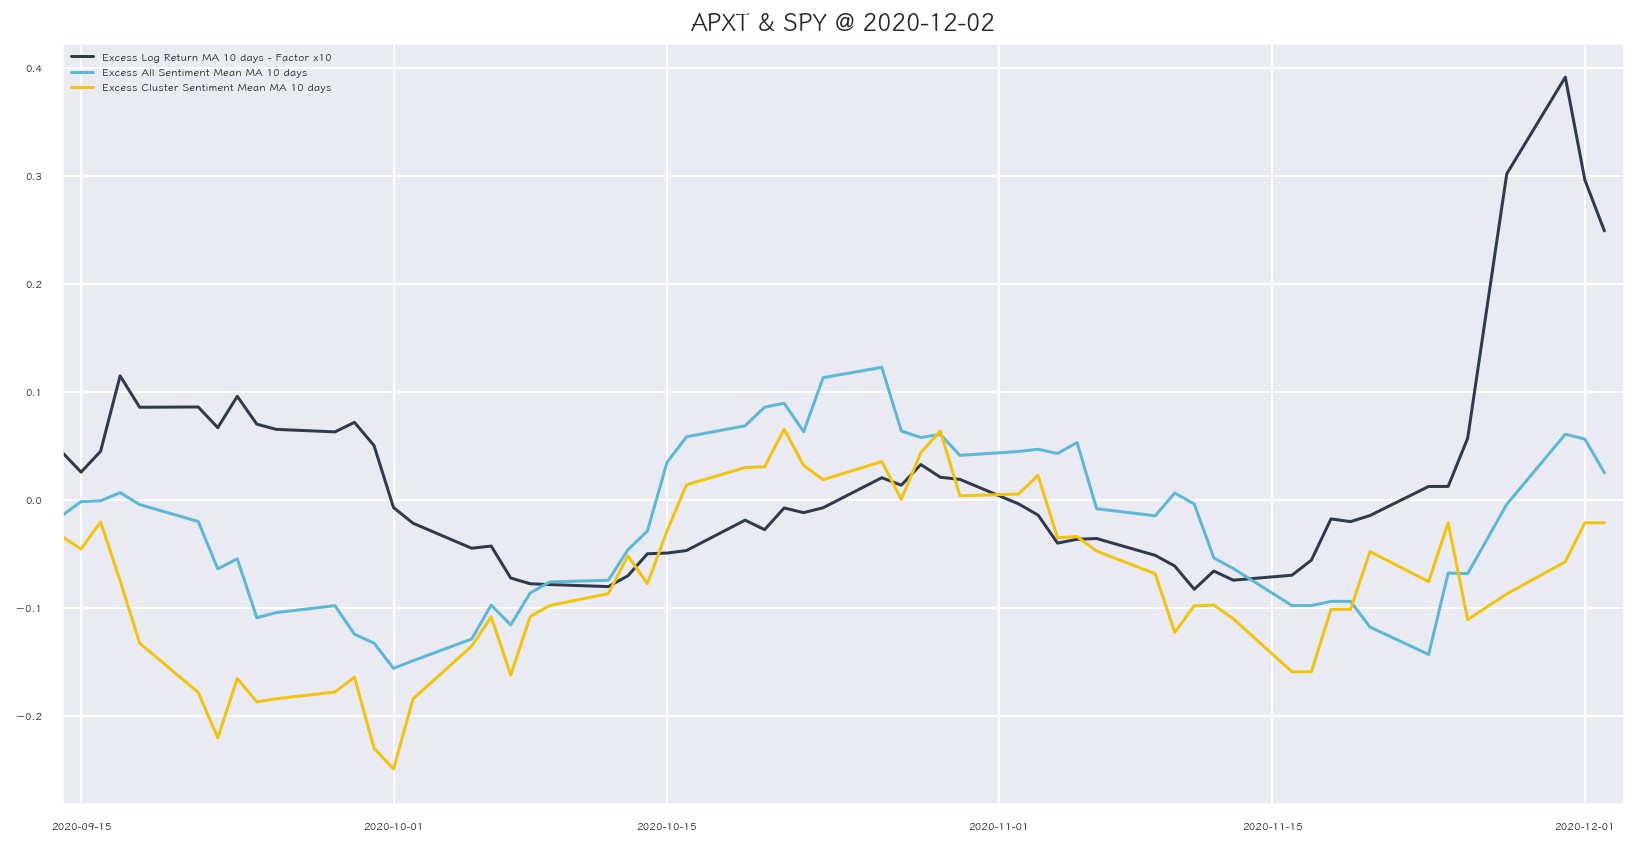 APXT & SPY @ 2020-12-02
Excess Log Return MA 10 days - Factor x10
Excess All Sentiment Mean MA 10 days
Excess Cluster Sentiment Mean MA 10 days
0.4
0.3
0.2
0.1
0.0
−0.1
−0.2
2020-09-15 2020-10-01 2020-10-15 2020-11-01 2020-11-15 2020-12-01